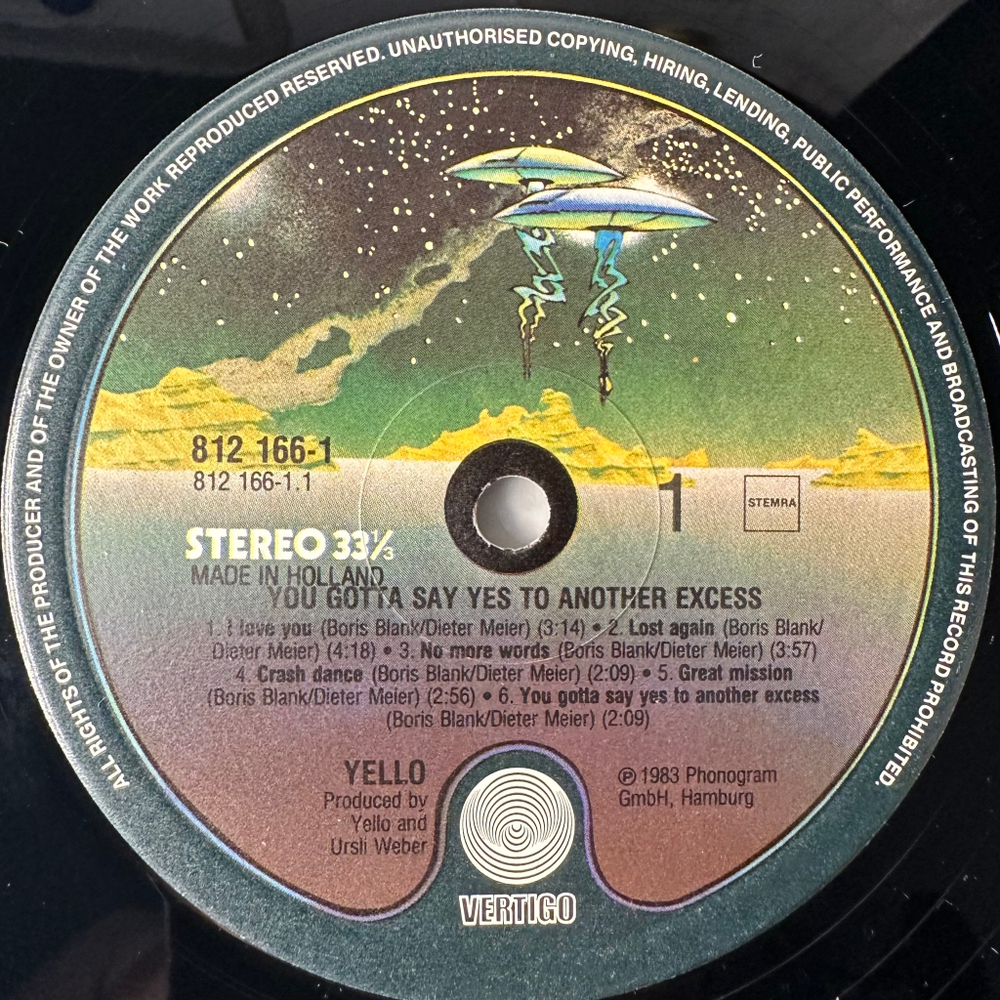 ALL RIGHTS OF THE PRODUCER AND OF THE OWNER OF THE WORK REPRODUCED RESERVED. UNAUTHORISED COPYING, HIRING, LENDING, PUBLIC PERFORMANCE AND BROADCASTING OF THIS RECORD PROHIBITED.
812 166-1
812 166-1.1
1
STEMRA
STEREO 33⅓
MADE IN HOLLAND
YOU GOTTA SAY YES TO ANOTHER EXCESS
1. I love you (Boris Blank/Dieter Meier) (3:14) • 2. Lost again (Boris Blank/
Dieter Meier) (4:18) • 3. No more words (Boris Blank/Dieter Meier) (3:57)
4. Crash dance (Boris Blank/Dieter Meier) (2:09) • 5. Great mission
(Boris Blank/Dieter Meier) (2:56) • 6. You gotta say yes to another excess
(Boris Blank/Dieter Meier) (2:09)
YELLO
Produced by
Yello and
Ursli Weber
℗ 1983 Phonogram
GmbH, Hamburg
VERTIGO